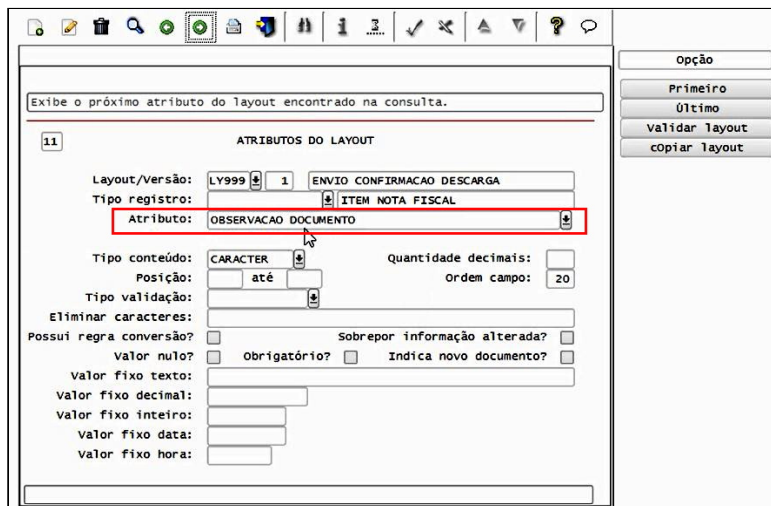 Opção
Primeiro
Último
Validar layout
cOpiar layout
Exibe o próximo atributo do layout encontrado na consulta.
11 ATRIBUTOS DO LAYOUT
Layout/Versão: LY999 1 ENVIO CONFIRMACAO DESCARGA
Tipo registro: ITEM NOTA FISCAL
Atributo: OBSERVACAO DOCUMENTO
Tipo conteúdo: CARACTER Quantidade decimais:
Posição: até Ordem campo: 20
Tipo validação:
Eliminar caracteres:
Possui regra conversão? Sobrepor informação alterada?
Valor nulo? Obrigatório? Indica novo documento?
Valor fixo texto:
Valor fixo decimal:
Valor fixo inteiro:
Valor fixo data:
Valor fixo hora: